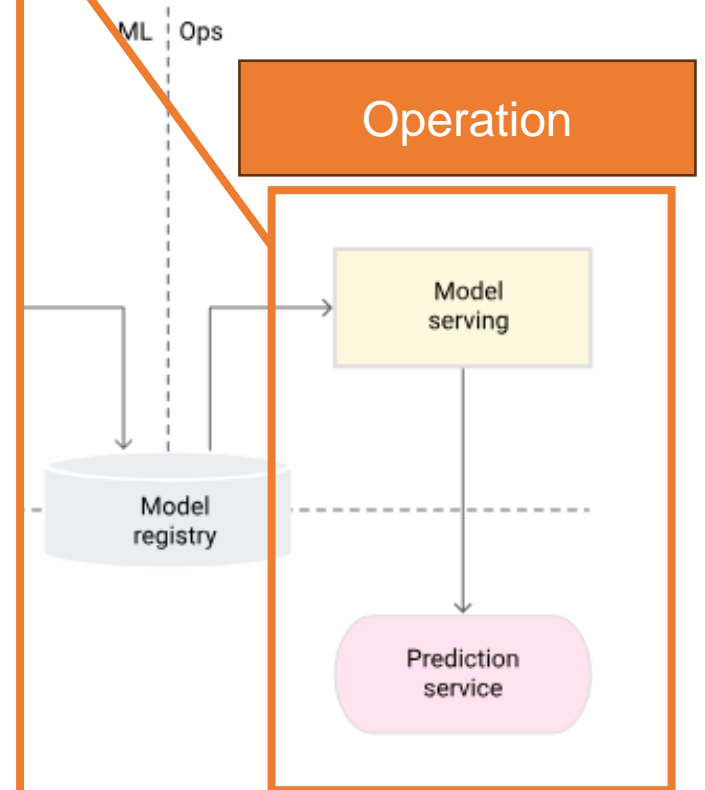 ML Ops
Operation
Model
serving
Model
registry
Prediction
service